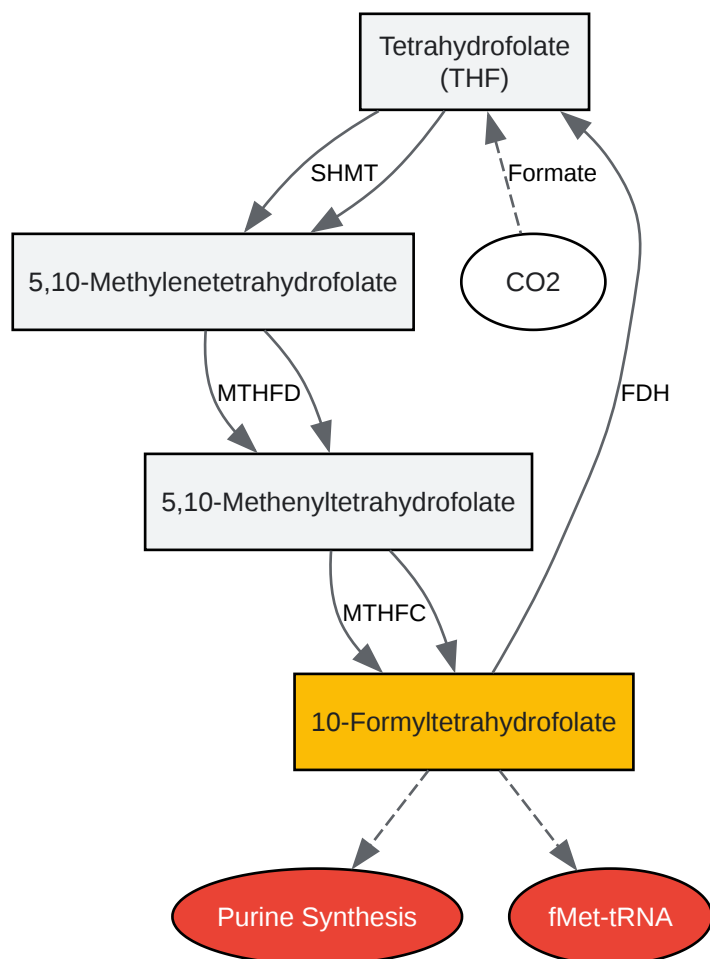 Tetrahydrofolate
(THF)
SHMT
Formate
5,10-Methylenetetrahydrofolate
CO2
MTHFD
FDH
5,10-Methenyltetrahydrofolate
MTHFC
10-Formyltetrahydrofolate
Purine Synthesis
fMet-tRNA